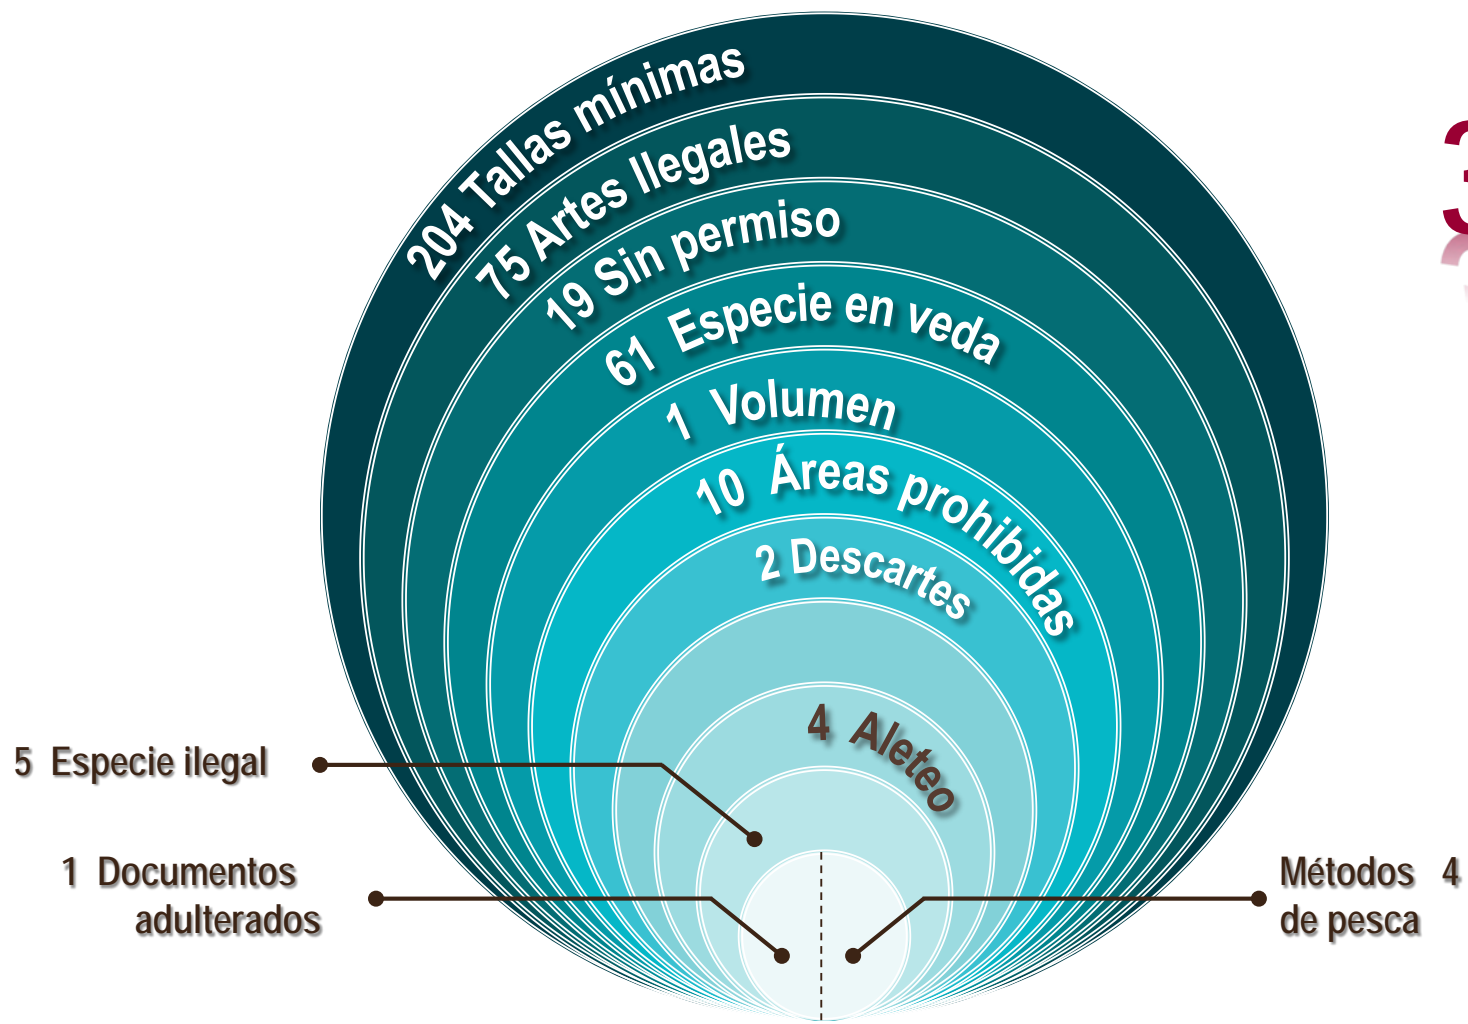 204 Tallas mínimas
3
75 Artes Ilegales
19 Sin permiso
61 Especie en veda
1 Volumen
10 Áreas prohibidas
2 Descartes
4 Aleteo
5 Especie ilegal
1 Documentos
adulterados
Métodos 4
de pesca